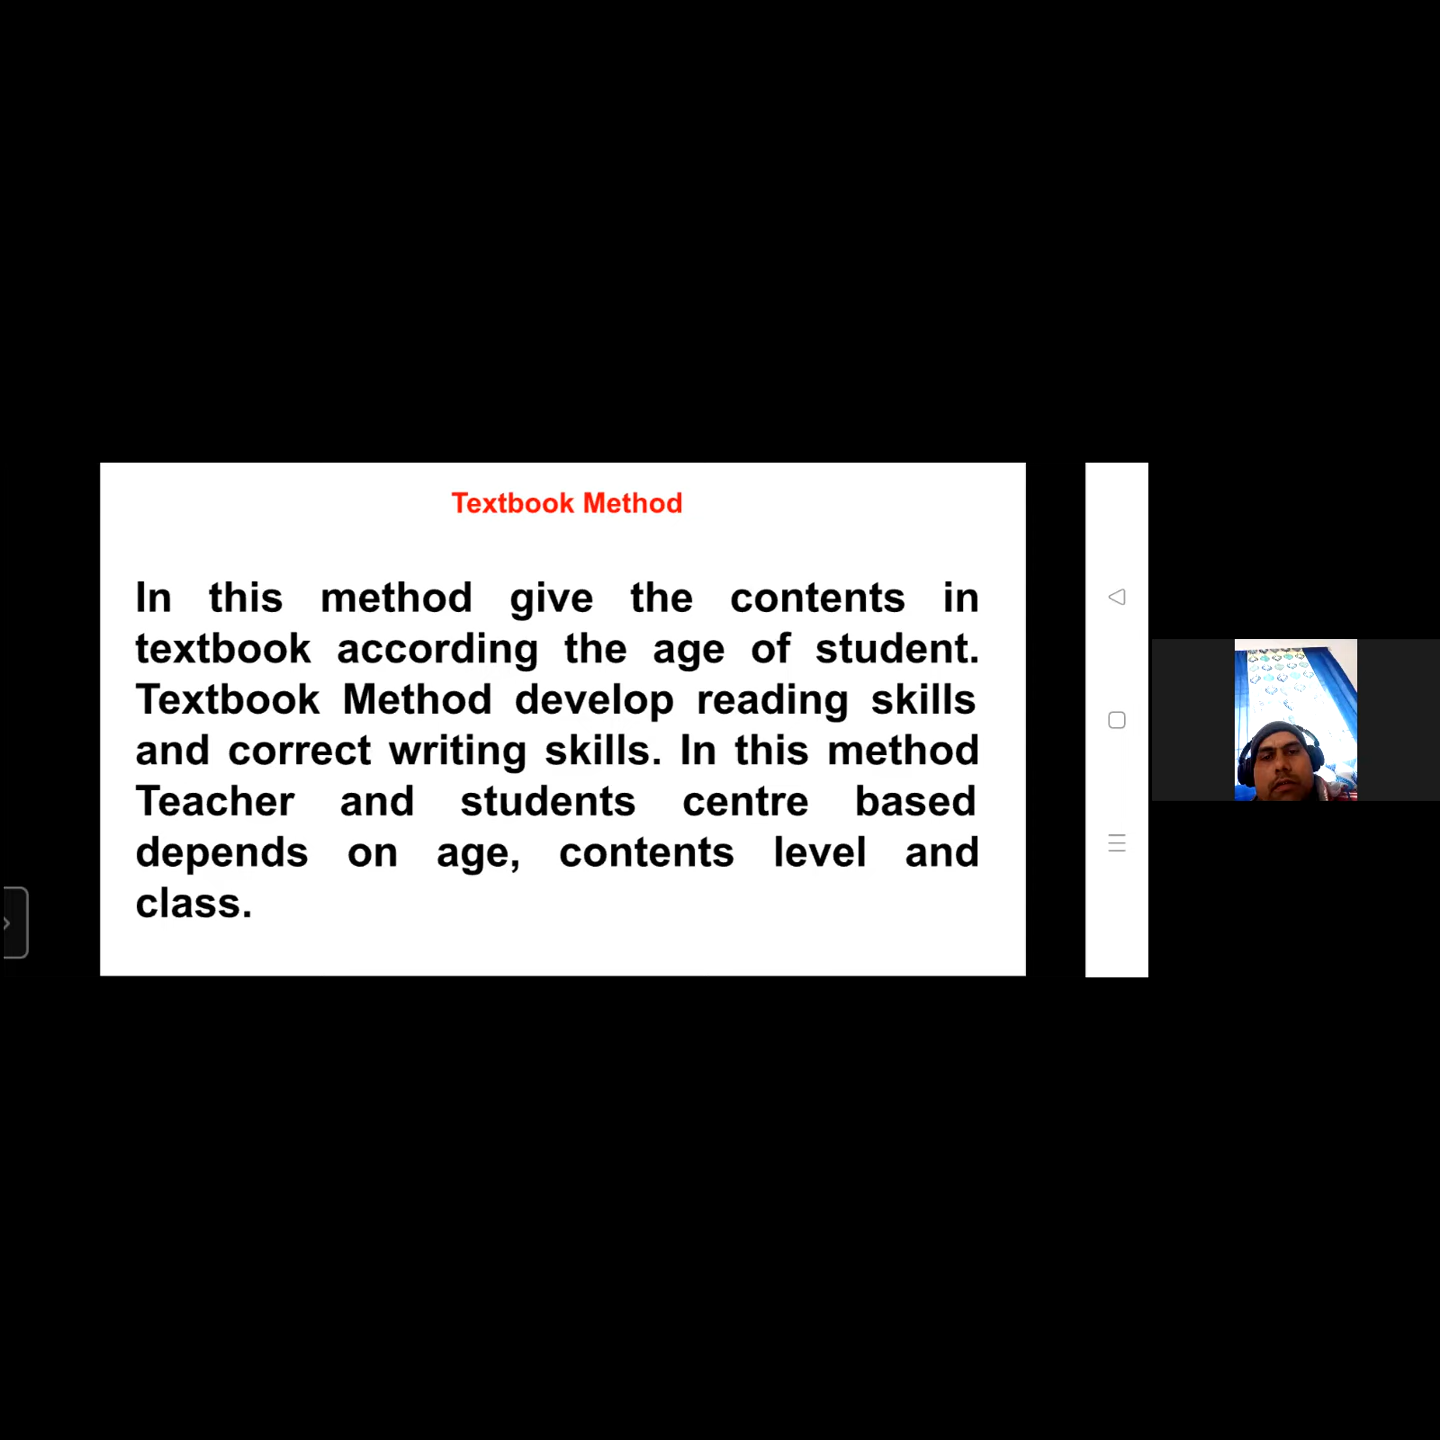 Textbook Method
In this method give the contents in
textbook according the age of student.
Textbook Method develop reading skills
and correct writing skills. In this method
Teacher and students centre based
depends on age, contents level and
class.